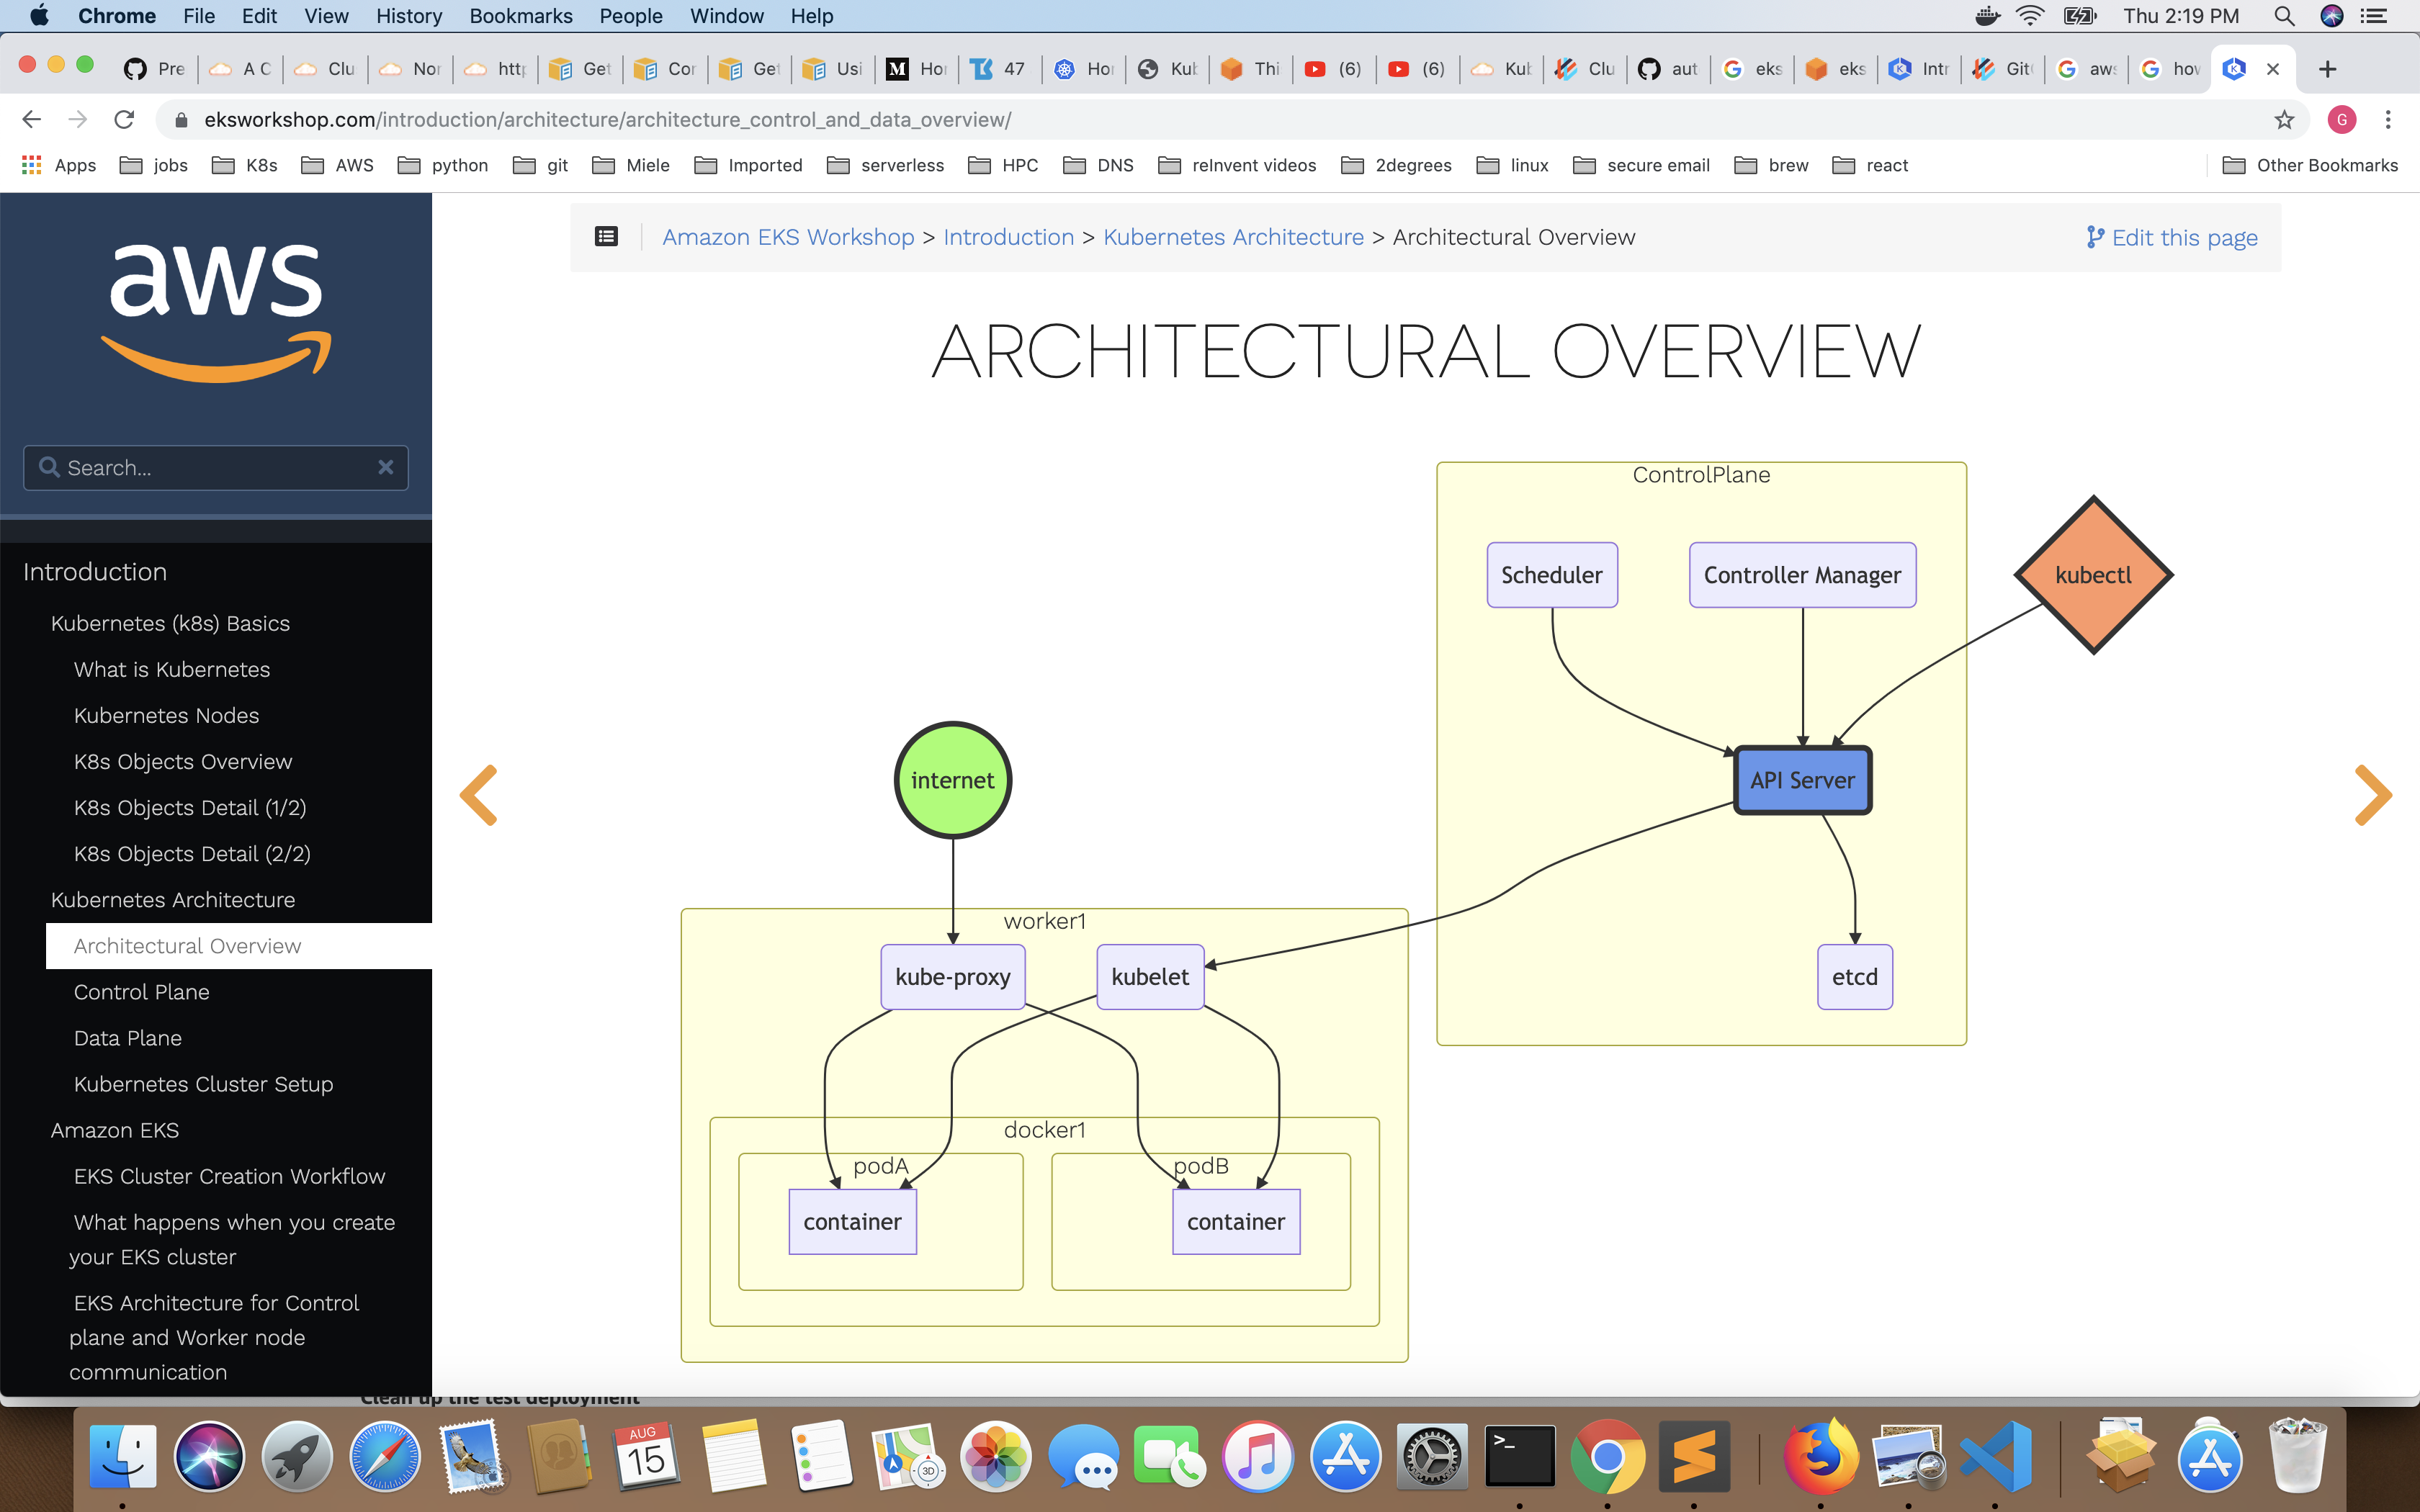 Chrome File Edit View History Bookmarks People Window Help Thu 2:19 PM
Pre A C Clu Nor http Get Cor Get Usi M Hor 47 Hor Kub Thi (6) (6) Kub Clu aut eks eks Intr Git aws how
eksworkshop.com/introduction/architecture/architecture_control_and_data_overview/ G
Apps jobs K8s AWS python git Miele Imported serverless HPC DNS reInvent videos 2degrees linux secure email brew react Other Bookmarks
aws
Search...
Introduction
Kubernetes (k8s) Basics
What is Kubernetes
Kubernetes Nodes
K8s Objects Overview
K8s Objects Detail (1/2)
K8s Objects Detail (2/2)
Kubernetes Architecture
Architectural Overview
Control Plane
Data Plane
Kubernetes Cluster Setup
Amazon EKS
EKS Cluster Creation Workflow
What happens when you create
your EKS cluster
EKS Architecture for Control
plane and Worker node
communication
Amazon EKS Workshop > Introduction > Kubernetes Architecture > Architectural Overview Edit this page
ARCHITECTURAL OVERVIEW
ControlPlane
Scheduler Controller Manager kubectl
internet API Server
worker1
kube-proxy kubelet etcd
docker1
podA podB
container container
Clean up the test deployment
AUG
15
3D
>_